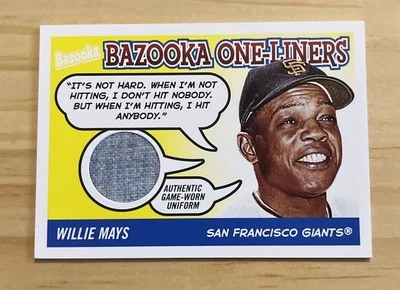 Bazooka
BAZOOKA ONE-LINERS
"IT'S NOT HARD. WHEN I'M NOT
HITTING, I DON'T HIT NOBODY.
BUT WHEN I'M HITTING, I HIT
ANYBODY."
SF
AUTHENTIC
GAME-WORN
UNIFORM
WILLIE MAYS
SAN FRANCISCO GIANTS®